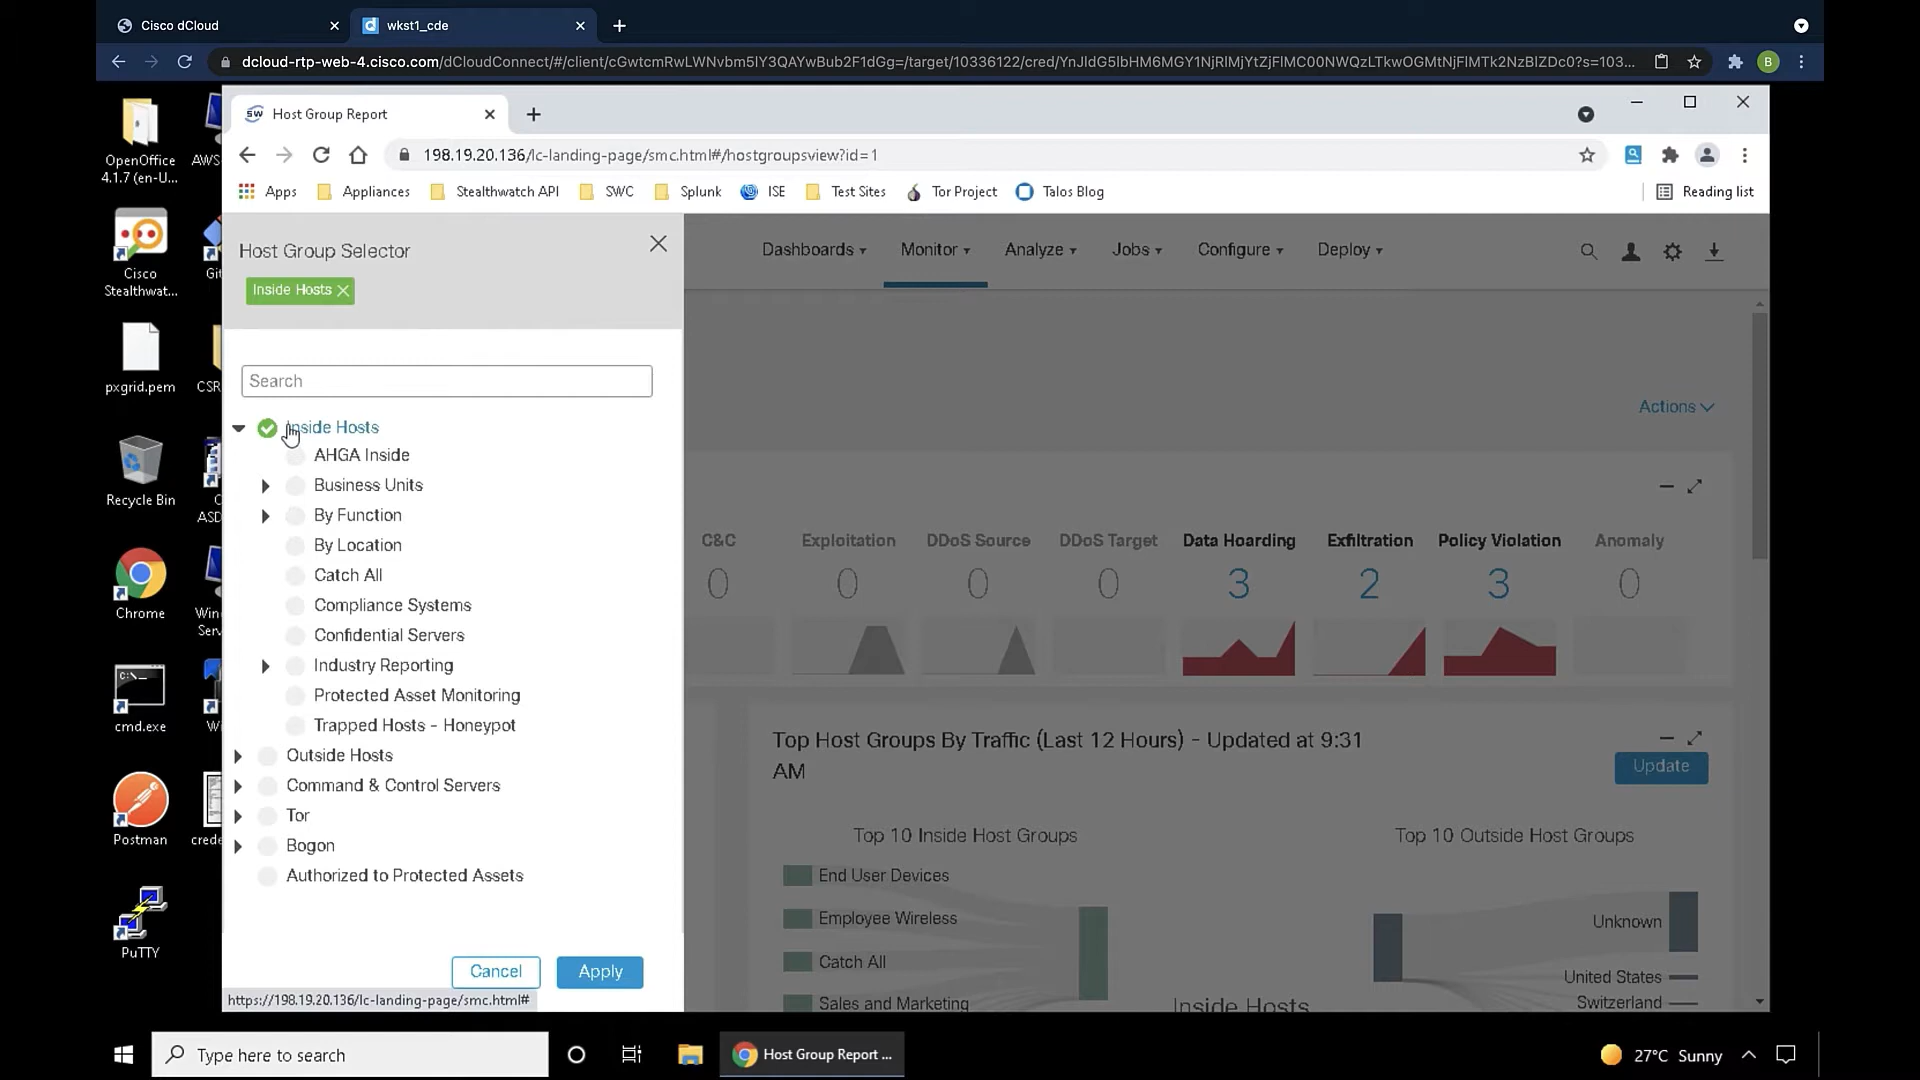 Cisco dCloud
wkst1_cde
dcloud-rtp-web-4.cisco.com/dCloudConnect/#/client/
Host Group Report
198.19.20.136/lc-landing-page/smc.html#/hostgroupsview?id=1
Apps
Appliances
Stealthwatch API
SWC
Splunk
ISE
Test Sites
Tor Project
Talos Blog
Reading list
OpenOffice
4.1.7 (en-U...
AWS
Cisco
Stealthwat...
Git
pxgrid.pem
CSR
Recycle Bin
ASD
Chrome
Win
Serv
cmd.exe
Postman
crede
PuTTY
Host Group Selector
Inside Hosts
Search
Inside Hosts
AHGA Inside
Business Units
By Function
By Location
Catch All
Compliance Systems
Confidential Servers
Industry Reporting
Protected Asset Monitoring
Trapped Hosts - Honeypot
Outside Hosts
Command & Control Servers
Tor
Bogon
Authorized to Protected Assets
Cancel
Apply
https://198.19.20.136/lc-landing-page/smc.html#
Dashboards
Monitor
Analyze
Jobs
Configure
Deploy
Actions
C&C
Exploitation
DDoS Source
DDoS Target
Data Hoarding
Exfiltration
Policy Violation
Anomaly
0
0
0
0
3
2
3
0
Top Host Groups By Traffic (Last 12 Hours) - Updated at 9:31
AM
Update
Top 10 Inside Host Groups
Top 10 Outside Host Groups
End User Devices
Employee Wireless
Catch All
Sales and Marketing
Inside Hosts
Unknown
United States
Switzerland
Type here to search
Host Group Report ...
27°C Sunny